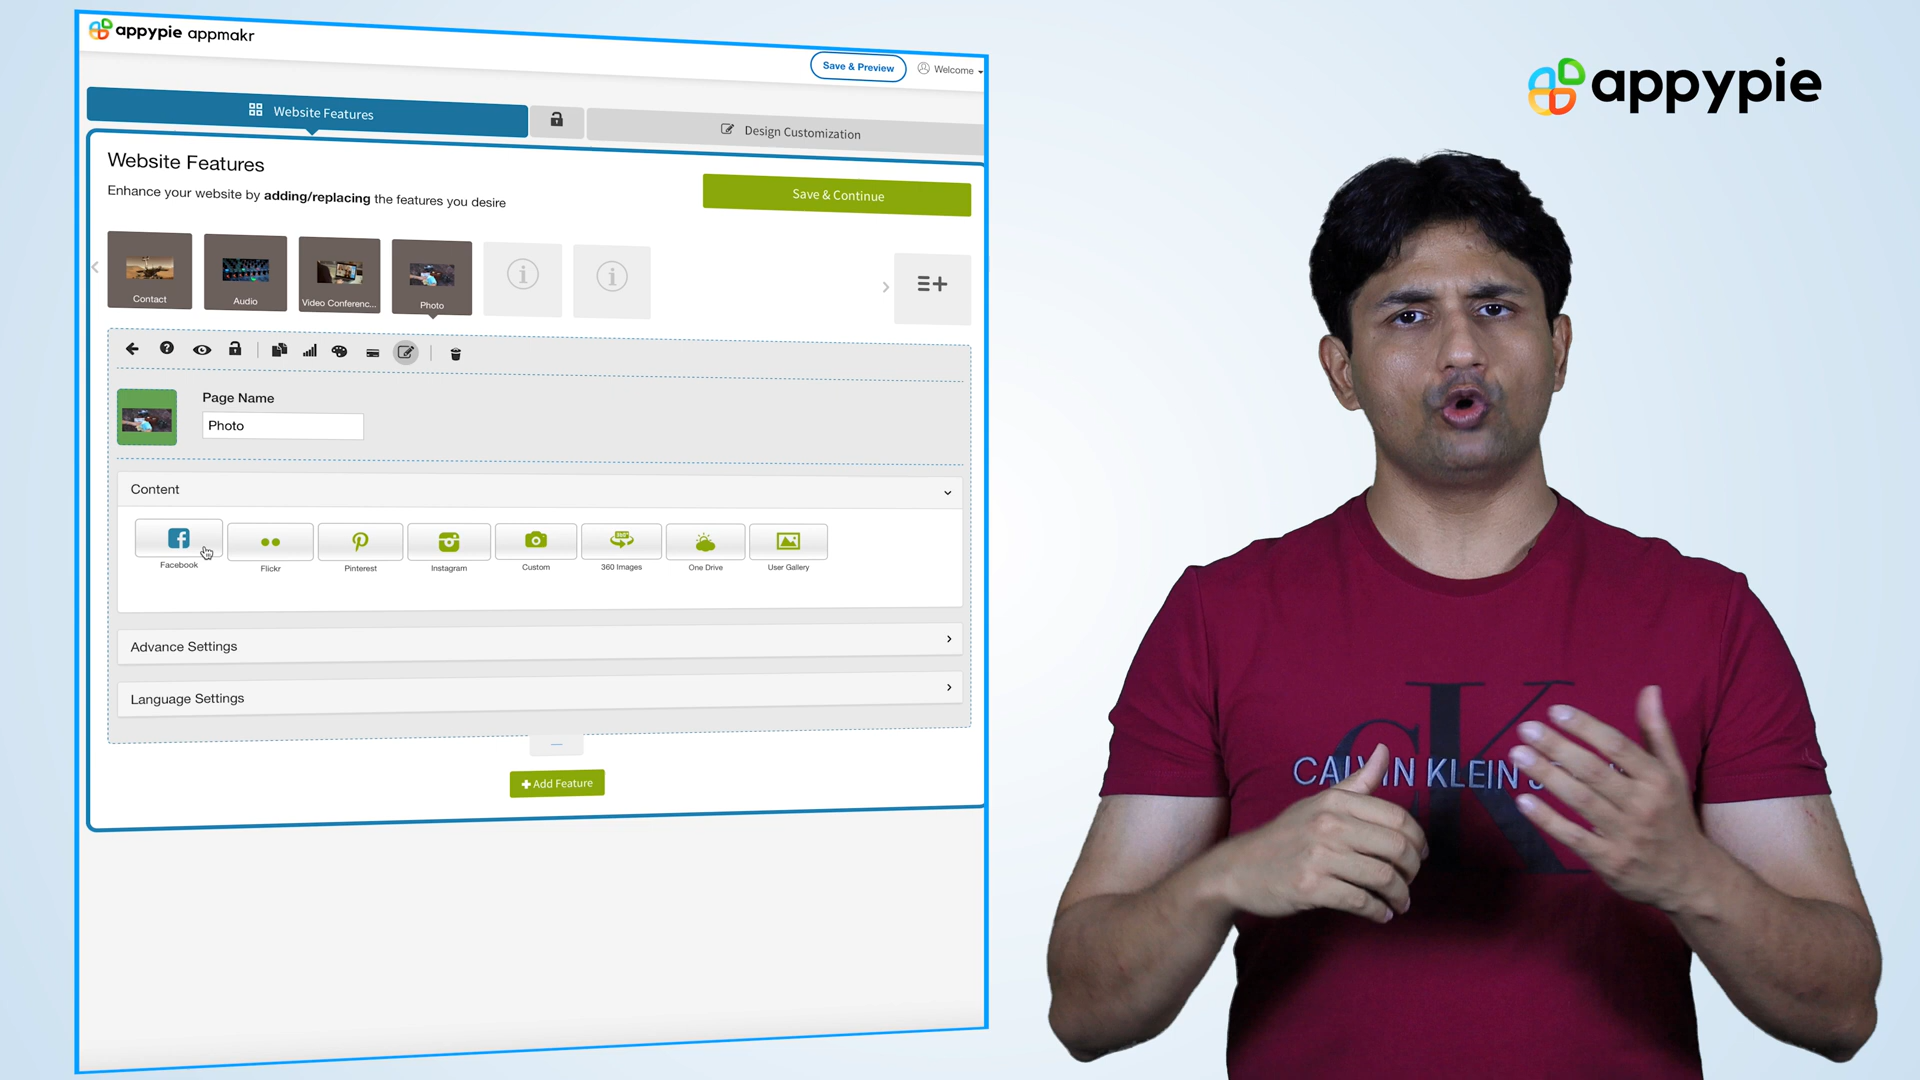 appypie appmakr
Save & Preview
Welcome
Website Features
Design Customization
Website Features
Enhance your website by adding/replacing the features you desire
Save & Continue
Contact
Audio
Video Conferenc...
Photo
Page Name
Photo
Content
Facebook
Flickr
Pinterest
Instagram
360°
Custom
360 Images
One Drive
User Gallery
Advance Settings
Language Settings
Add Feature
appypie
CK
CALVIN KLEIN J